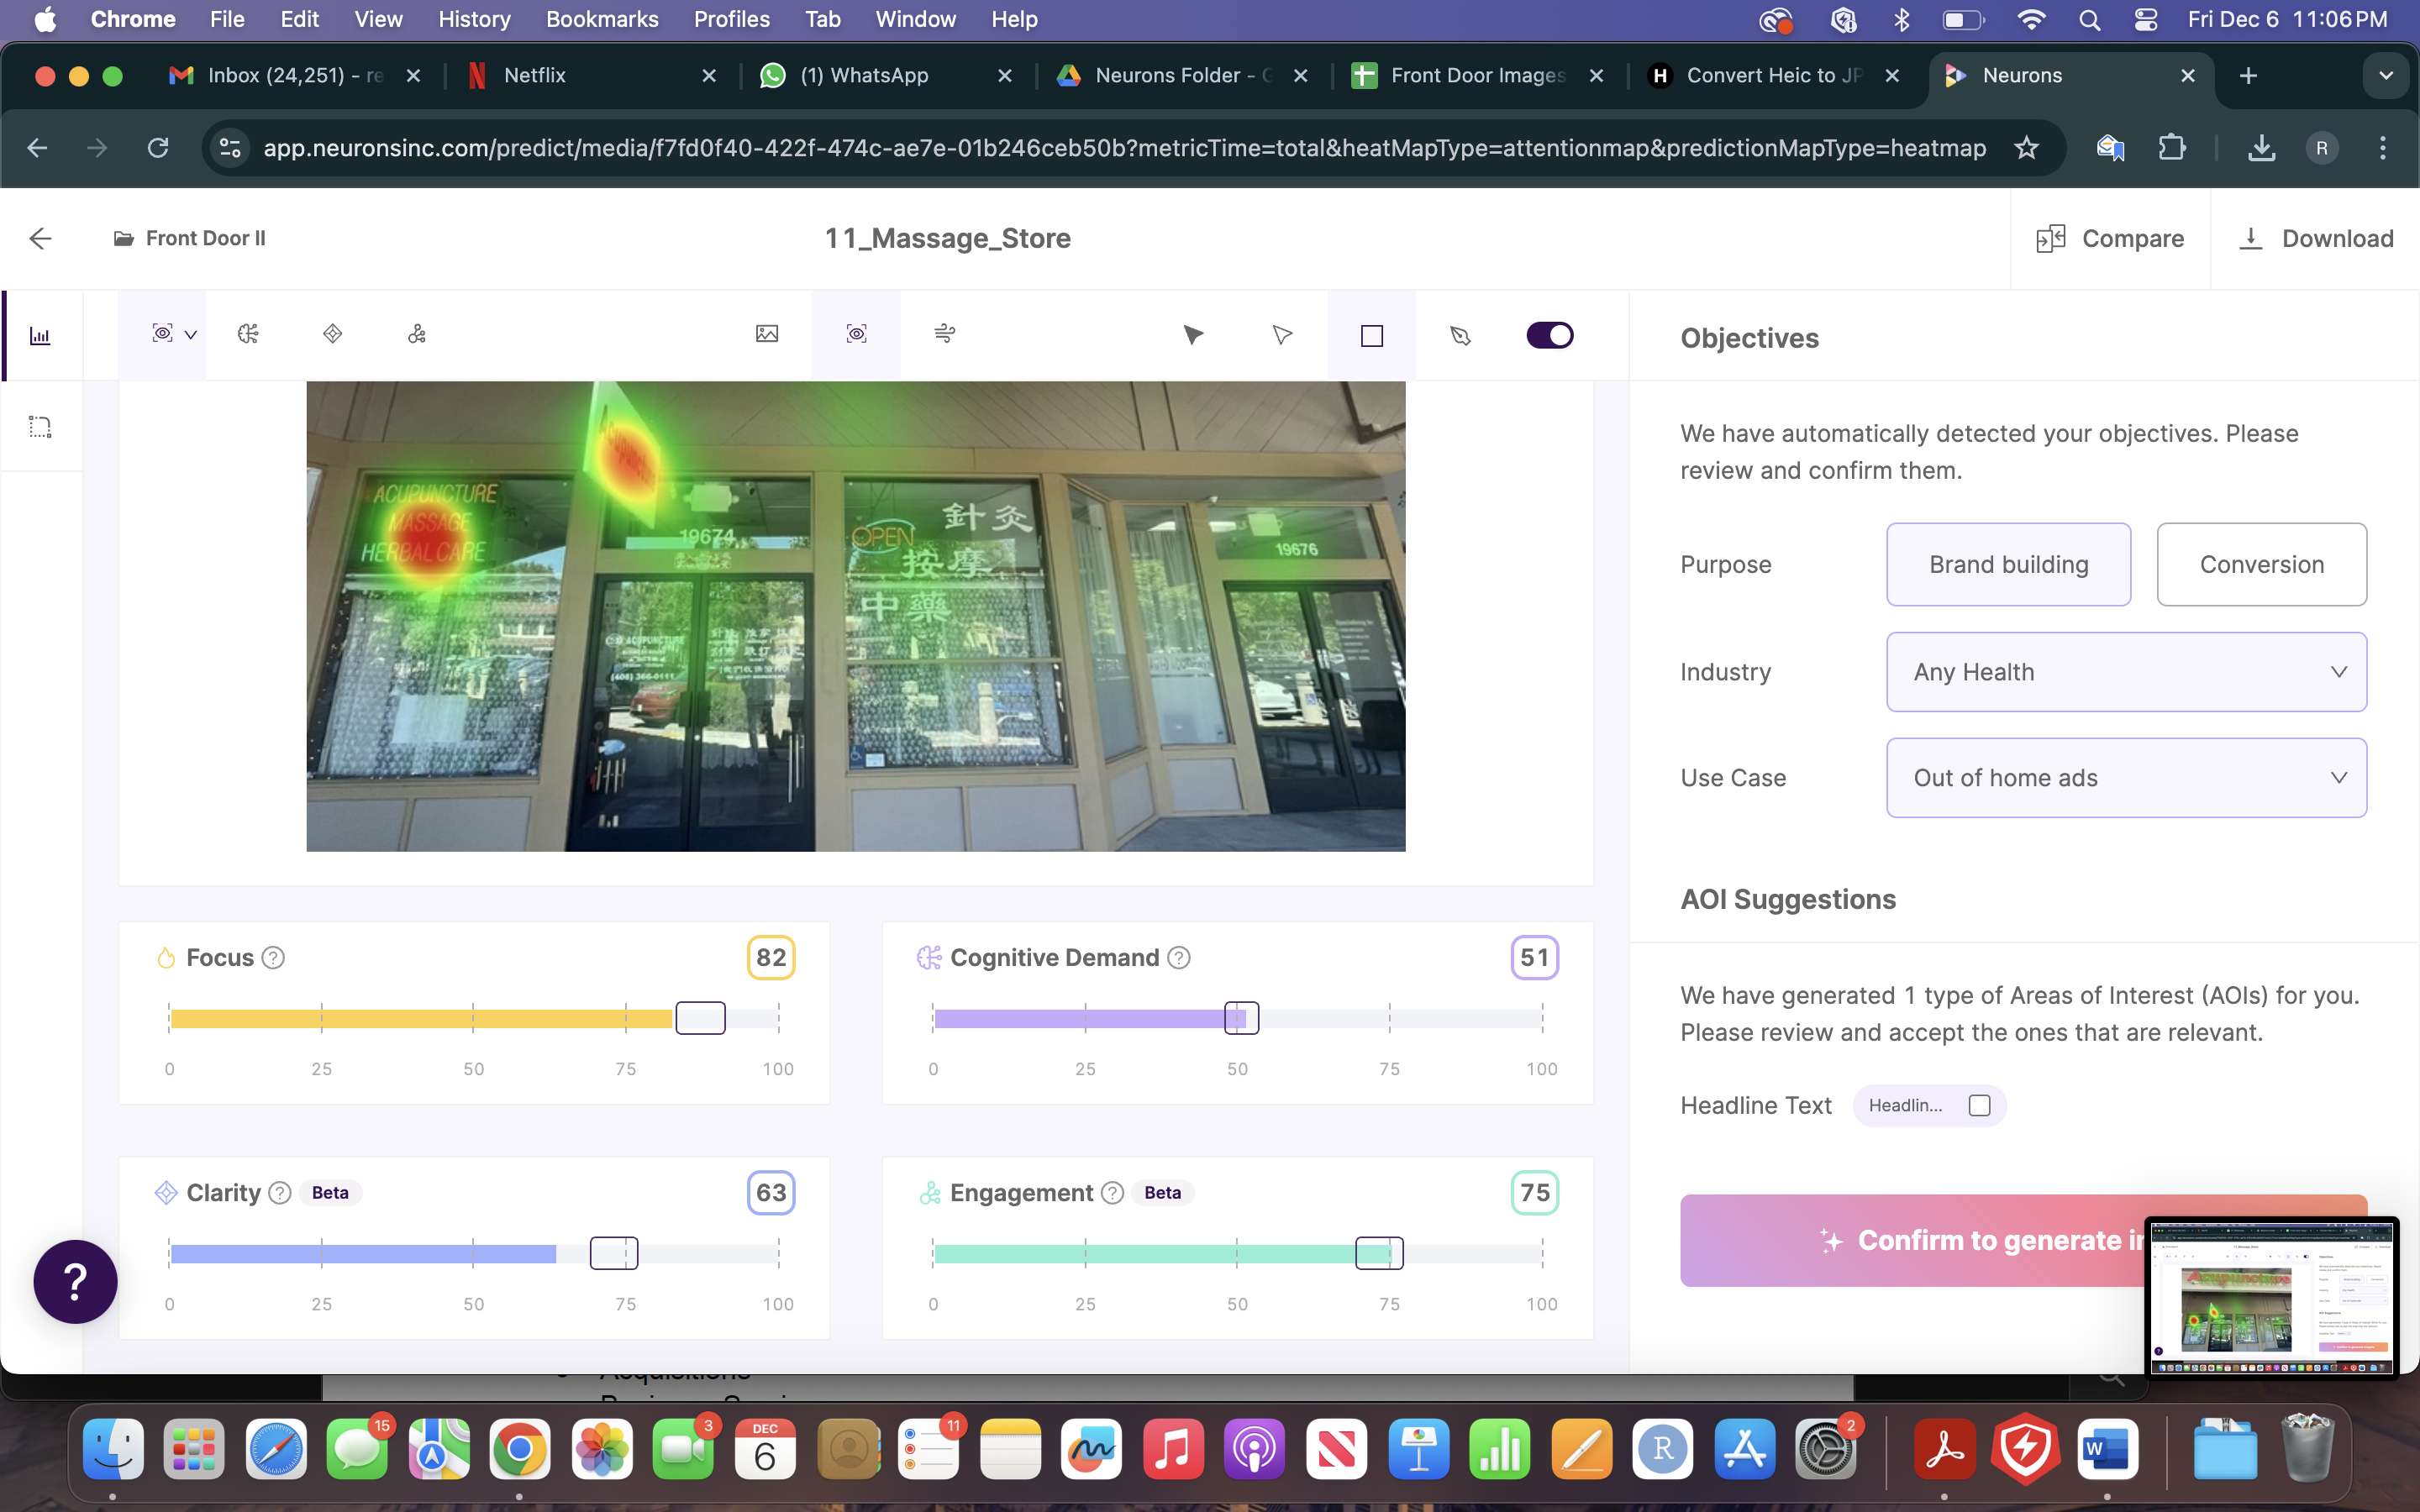 Chrome File Edit View History Bookmarks Profiles Tab Window Help
Fri Dec 6 11:06 PM
Inbox (24,251) - re
Netflix
(1) WhatsApp
Neurons Folder - G
Front Door Images
Convert Heic to JP
Neurons
app.neuronsinc.com/predict/media/f7fd0f40-422f-474c-ae7e-01b246ceb50b?metricTime=total&heatMapType=attentionmap&predictionMapType=heatmap
R
Front Door II
11_Massage_Store
Compare
Download
Acupuncture
ACUPUNCTURE
MASSAGE
HERBAL CARE
19674
OPEN
針灸
按摩
中藥
19676
ACUPUNCTURE
(408) 366-9111
Objectives
We have automatically detected your objectives. Please
review and confirm them.
Purpose
Brand building
Conversion
Industry
Any Health
Use Case
Out of home ads
AOI Suggestions
We have generated 1 type of Areas of Interest (AOIs) for you.
Please review and accept the ones that are relevant.
Headline Text
Headlin...
Confirm to generate in
Focus ?
82
0 25 50 75 100
Cognitive Demand ?
51
0 25 50 75 100
Clarity ? Beta
63
0 25 50 75 100
Engagement ? Beta
75
0 25 50 75 100
?
Acquisitions
15
3
DEC
6
11
R
2
W